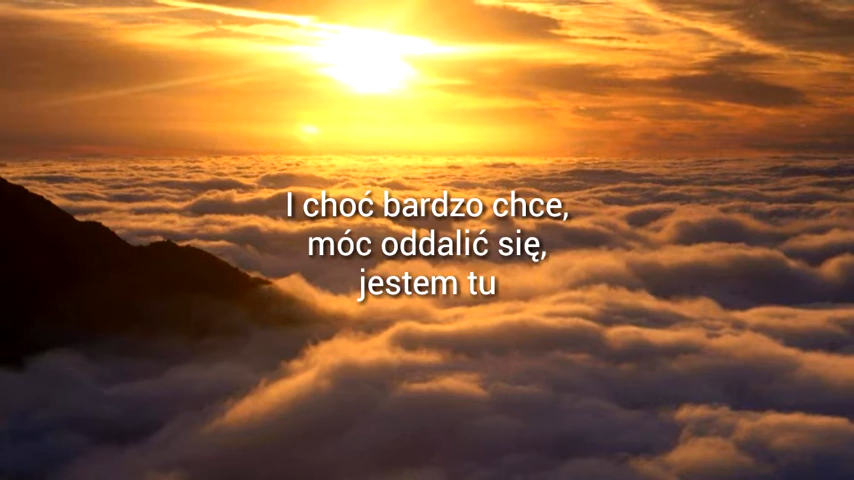 I choć bardzo chce,
móc oddalić się,
jestem tu